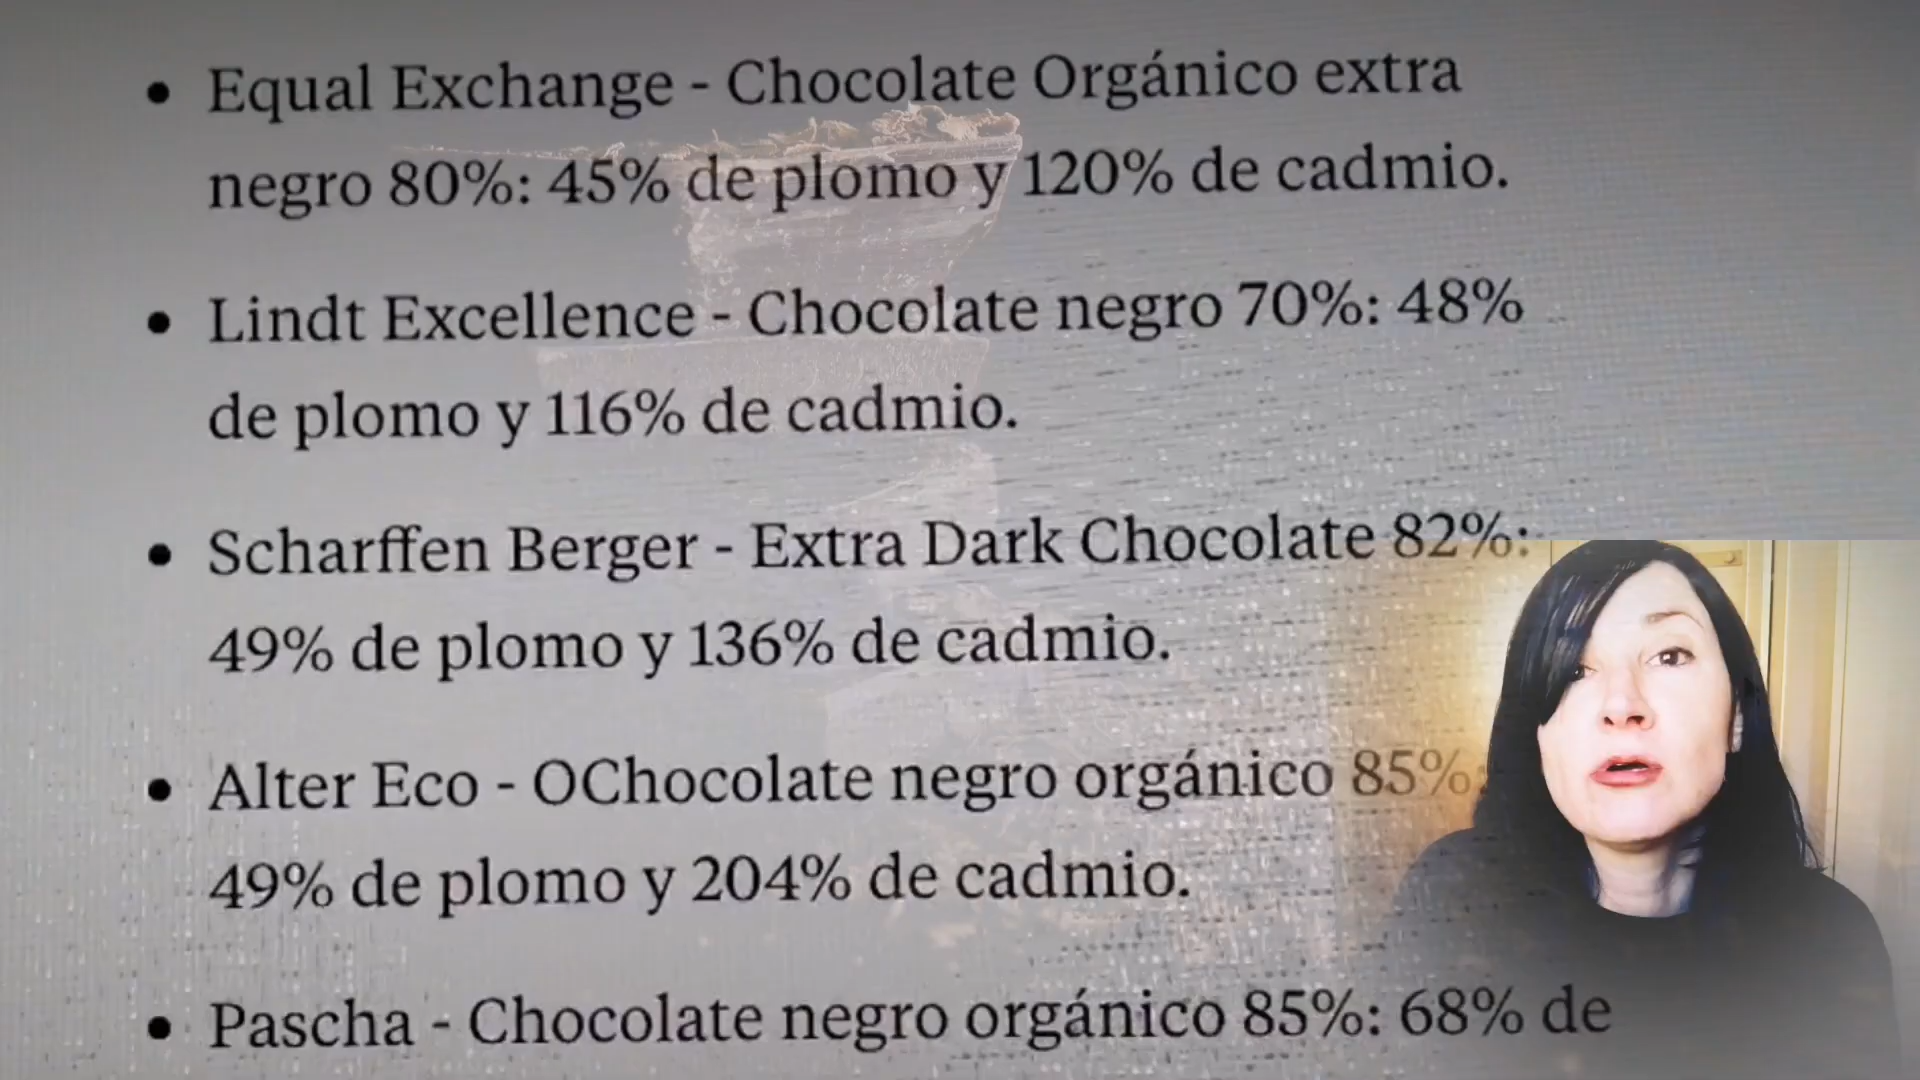 • Equal Exchange - Chocolate Orgánico extra
negro 80%: 45% de plomo y 120% de cadmio.
• Lindt Excellence - Chocolate negro 70%: 48%
de plomo y 116% de cadmio.
• Scharffen Berger - Extra Dark Chocolate 82%:
49% de plomo y 136% de cadmio.
• Alter Eco - OChocolate negro orgánico 85%:
49% de plomo y 204% de cadmio.
• Pascha - Chocolate negro orgánico 85%: 68% de